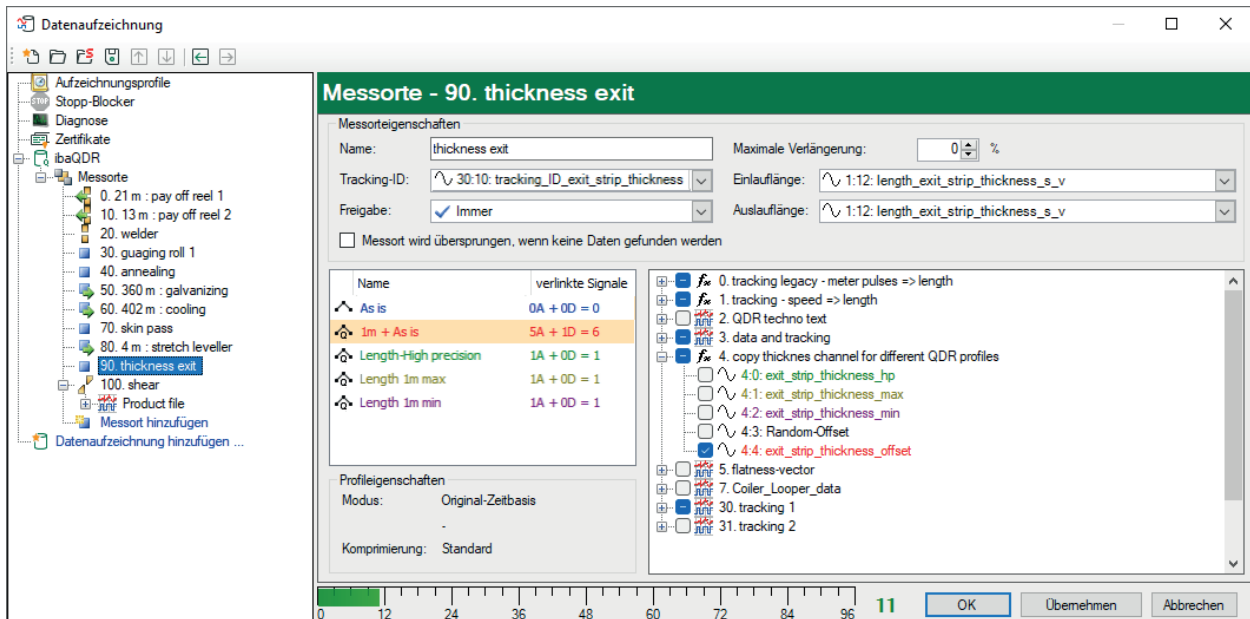 Datenaufzeichnung
Aufzeichnungsprofile
STOP Stopp-Blocker
Diagnose
Zertifikate
ibaQDR
Messorte
0. 21 m : pay off reel 1
10. 13 m : pay off reel 2
20. welder
30. guaging roll 1
40. annealing
50. 360 m : galvanizing
60. 402 m : cooling
70. skin pass
80. 4 m : stretch leveller
90. thickness exit
100. shear
Product file
Messort hinzufügen
Datenaufzeichnung hinzufügen ...
Messorte - 90. thickness exit
Messorteigenschaften
Name: thickness exit
Maximale Verlängerung: 0 %
Tracking-ID: 30:10: tracking_ID_exit_strip_thickness
Einlauflänge: 1:12: length_exit_strip_thickness_s_v
Freigabe: Immer
Auslauflänge: 1:12: length_exit_strip_thickness_s_v
Messort wird übersprungen, wenn keine Daten gefunden werden
Name verlinkte Signale
As is 0A + 0D = 0
1m + As is 5A + 1D = 6
Length-High precision 1A + 0D = 1
Length 1m max 1A + 0D = 1
Length 1m min 1A + 0D = 1
Profileigenschaften
Modus: Original-Zeitbasis
-
Komprimierung: Standard
fx 0. tracking legacy - meter pulses => length
fx 1. tracking - speed => length
2. QDR techno text
3. data and tracking
fx 4. copy thicknes channel for different QDR profiles
4:0: exit_strip_thickness_hp
4:1: exit_strip_thickness_max
4:2: exit_strip_thickness_min
4:3: Random-Offset
4:4: exit_strip_thickness_offset
5. flatness-vector
7. Coiler_Looper_data
30. tracking 1
31. tracking 2
0 12 24 36 48 60 72 84 96
11
OK
Übernehmen
Abbrechen